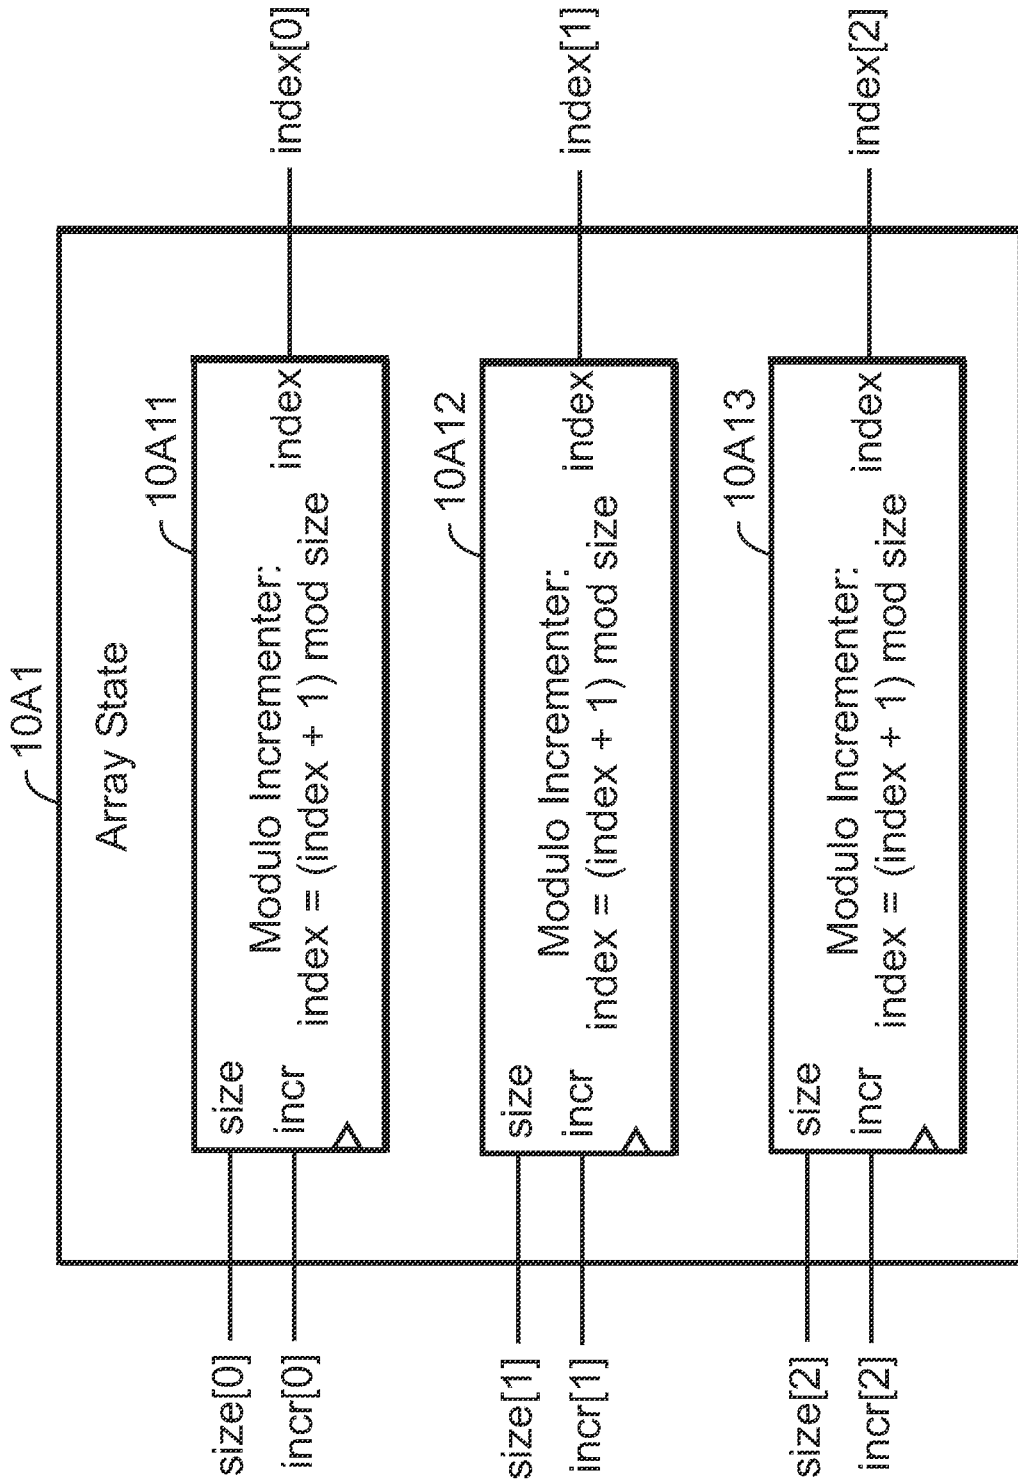 10A1
Array State
10A11
size[0]
size
Modulo Incrementer:
index
index[0]
incr[0]
incr
index = (index + 1) mod size
10A12
size[1]
size
Modulo Incrementer:
index
index[1]
incr[1]
incr
index = (index + 1) mod size
10A13
size[2]
size
Modulo Incrementer:
index
index[2]
incr[2]
incr
index = (index + 1) mod size